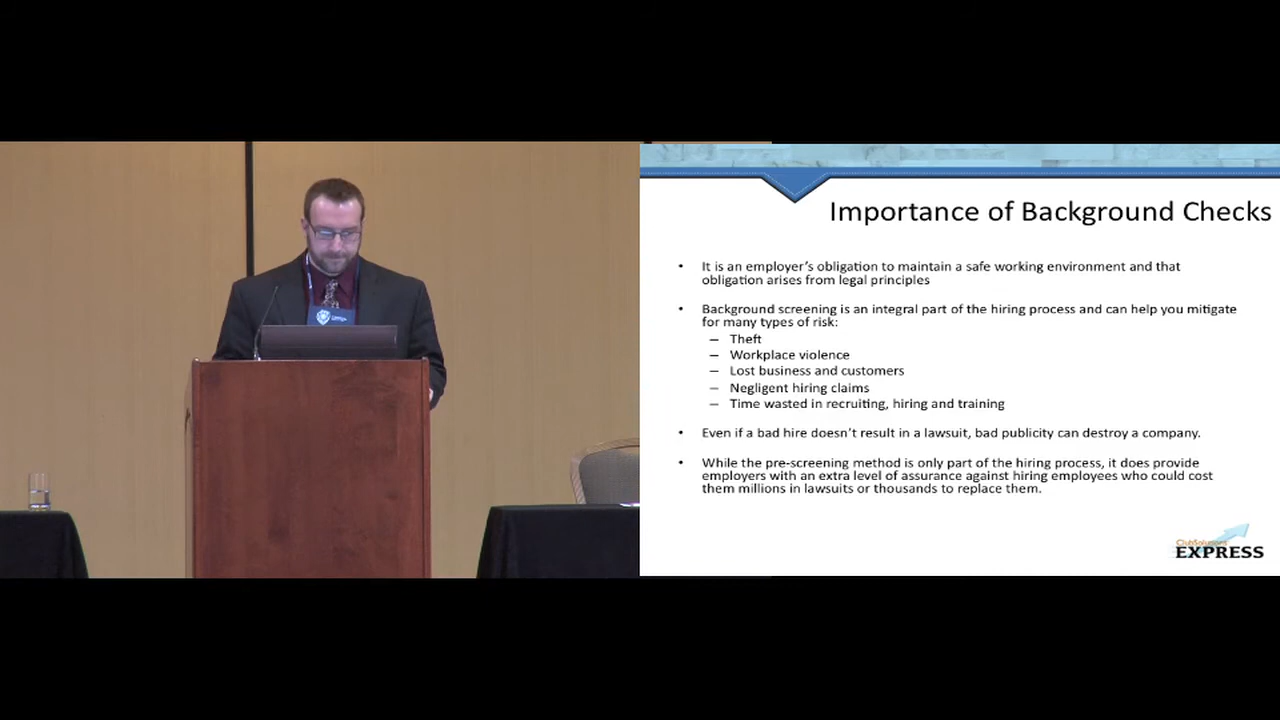 Importance of Background Checks
• It is an employer's obligation to maintain a safe working environment and that
obligation arises from legal principles
• Background screening is an integral part of the hiring process and can help you mitigate
for many types of risk:
– Theft
– Workplace violence
– Lost business and customers
– Negligent hiring claims
– Time wasted in recruiting, hiring and training
• Even if a bad hire doesn't result in a lawsuit, bad publicity can destroy a company.
• While the pre-screening method is only part of the hiring process, it does provide
employers with an extra level of assurance against hiring employees who could cost
them millions in lawsuits or thousands to replace them.
ClubSolutions
EXPRESS